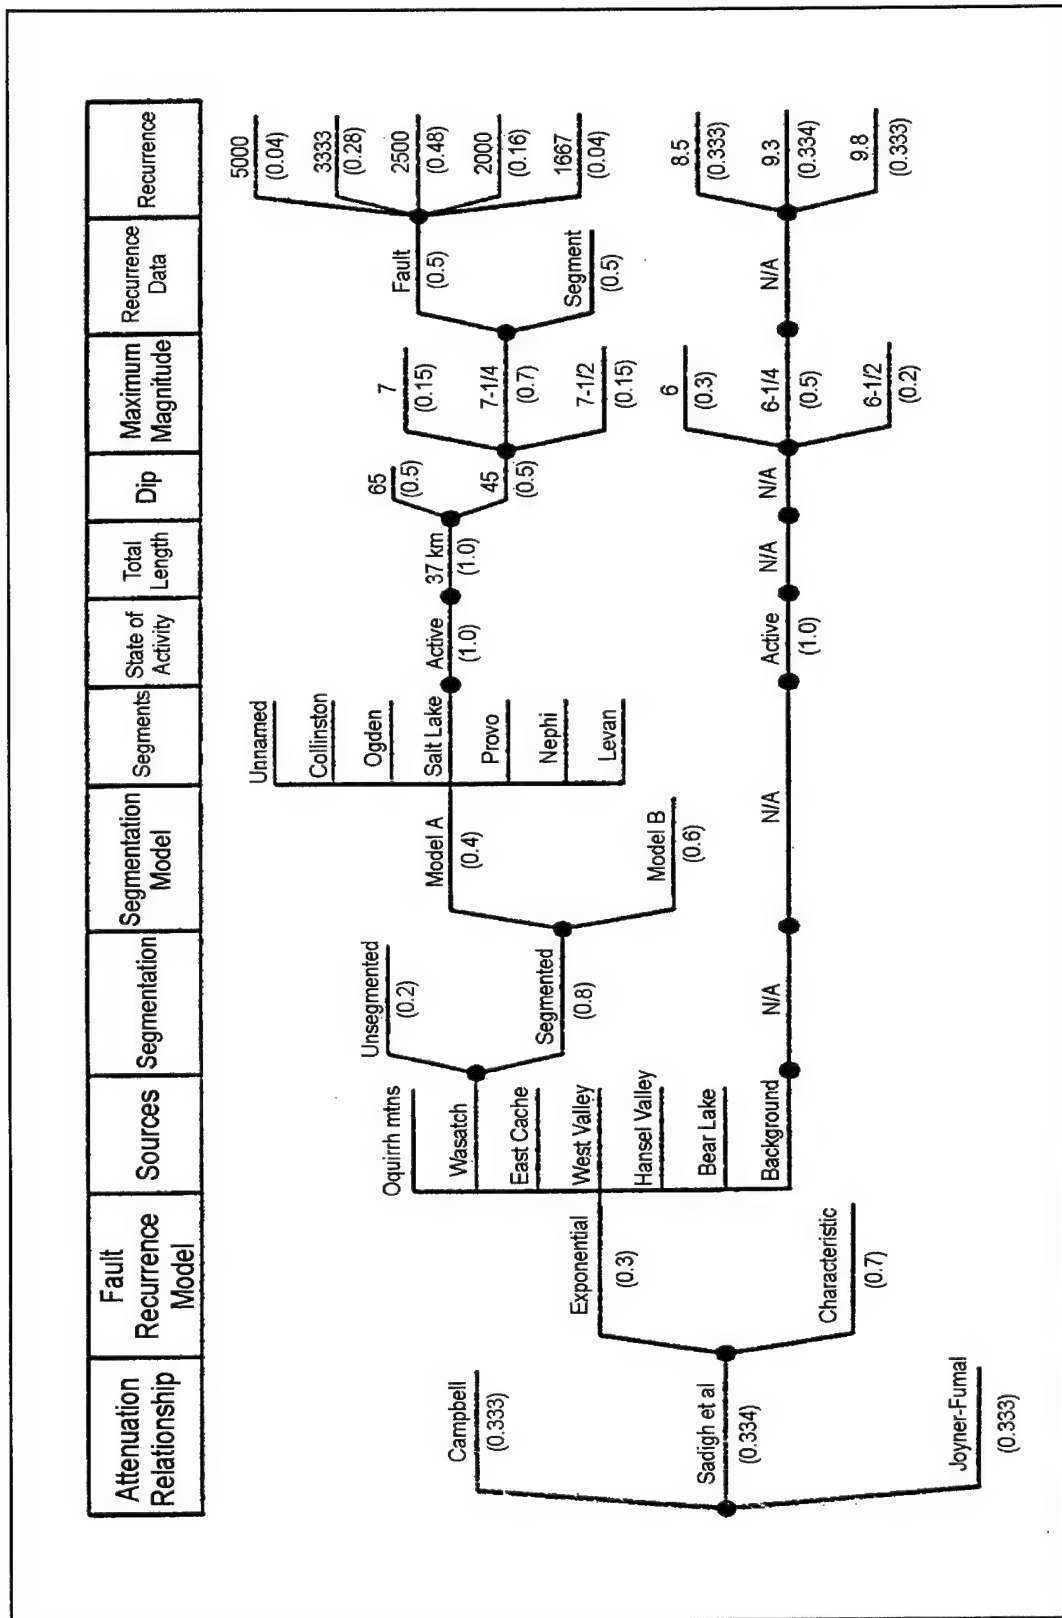 Attenuation
Relationship
Fault
Recurrence
Model
Sources
Segmentation
Segmentation
Model
Segments
State of
Activity
Total
Length
Dip
Maximum
Magnitude
Recurrence
Data
Recurrence
Campbell
(0.333)
Sadigh et al
(0.334)
Joyner-Fumal
(0.333)
Exponential
(0.3)
Characteristic
(0.7)
Oquirrh mtns
Wasatch
East Cache
West Valley
Hansel Valley
Bear Lake
Background
Unsegmented
(0.2)
Segmented
(0.8)
N/A
Model A
(0.4)
Model B
(0.6)
N/A
Unnamed
Collinston
Ogden
Salt Lake
Provo
Nephi
Levan
Active
(1.0)
Active
(1.0)
37 km
(1.0)
N/A
65
(0.5)
45
(0.5)
N/A
7
(0.15)
7-1/4
(0.7)
7-1/2
(0.15)
6
(0.3)
6-1/4
(0.5)
6-1/2
(0.2)
Fault
(0.5)
Segment
(0.5)
N/A
5000
(0.04)
3333
(0.28)
2500
(0.48)
2000
(0.16)
1667
(0.04)
8.5
(0.333)
9.3
(0.334)
9.8
(0.333)